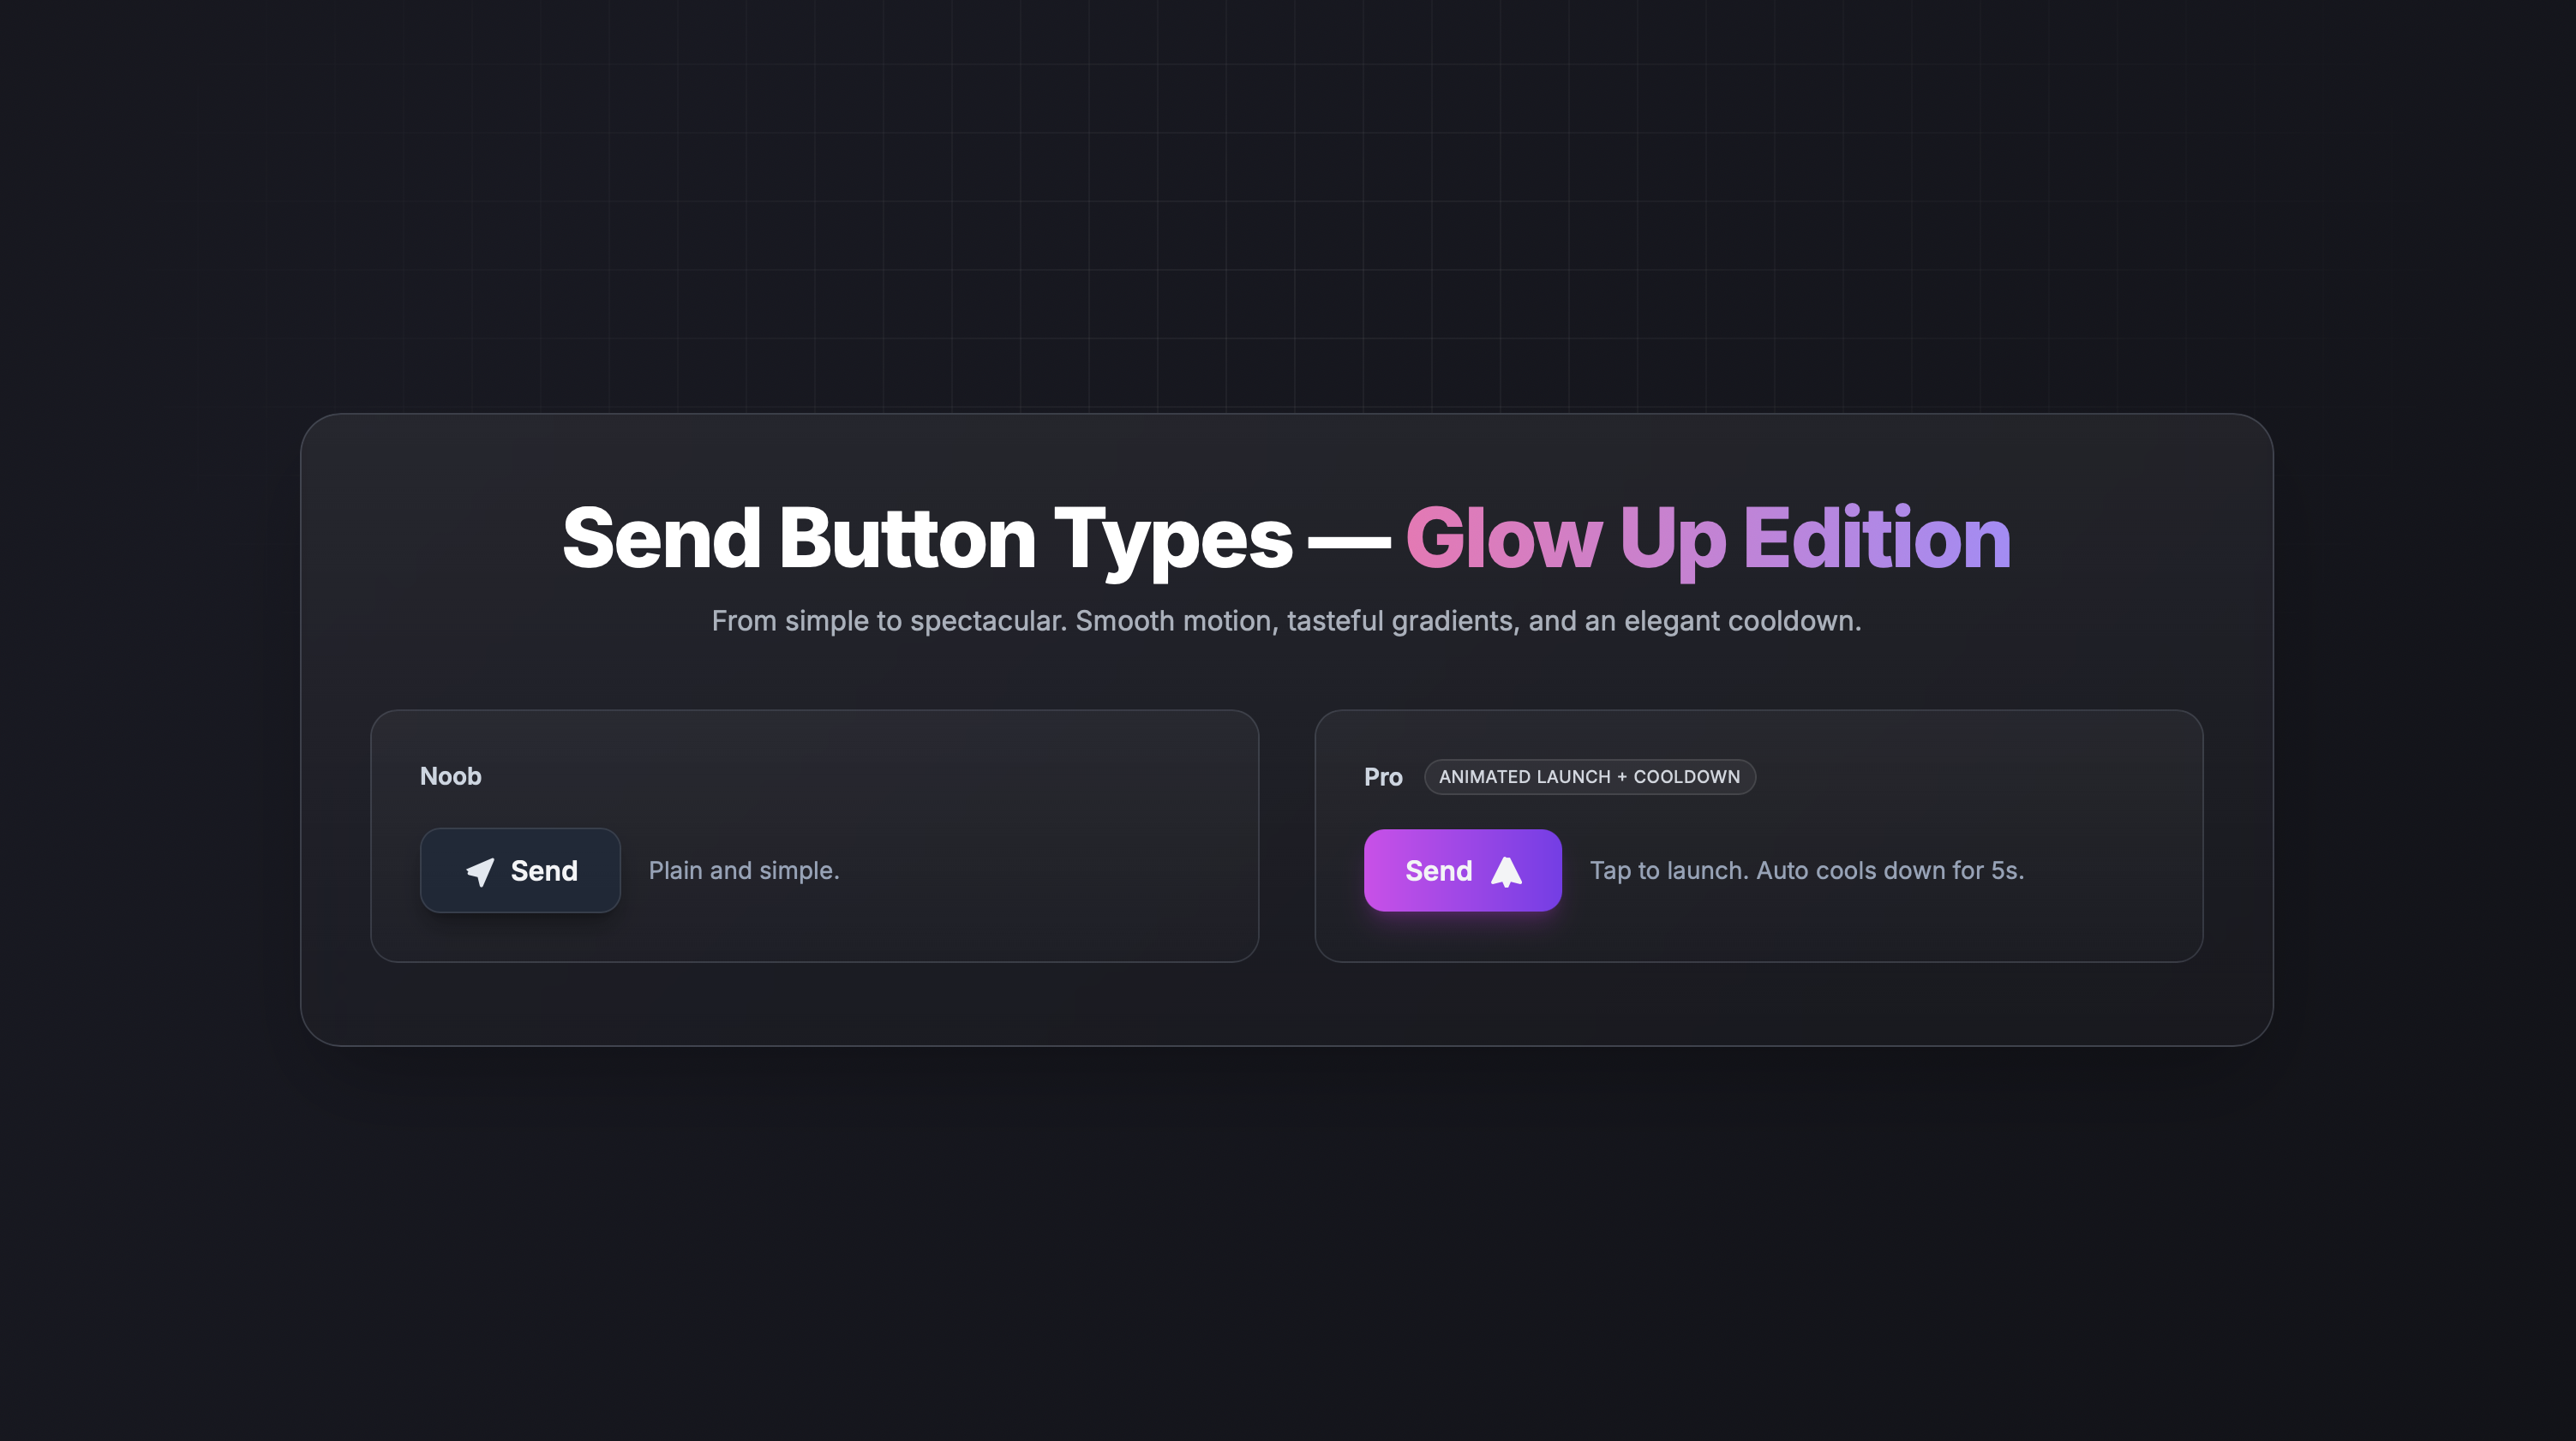 Send Button Types — Glow Up Edition
From simple to spectacular. Smooth motion, tasteful gradients, and an elegant cooldown.
Noob
Send
Plain and simple.
Pro
ANIMATED LAUNCH + COOLDOWN
Send
Tap to launch. Auto cools down for 5s.